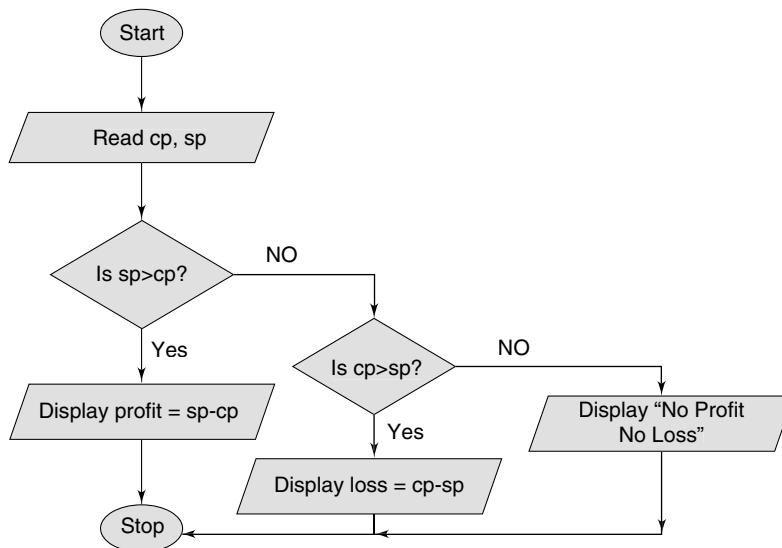 Start
Read cp, sp
Is sp>cp?
NO
Yes
Is cp>sp?
NO
Display profit = sp-cp
Yes
Display “No Profit
No Loss”
Display loss = cp-sp
Stop